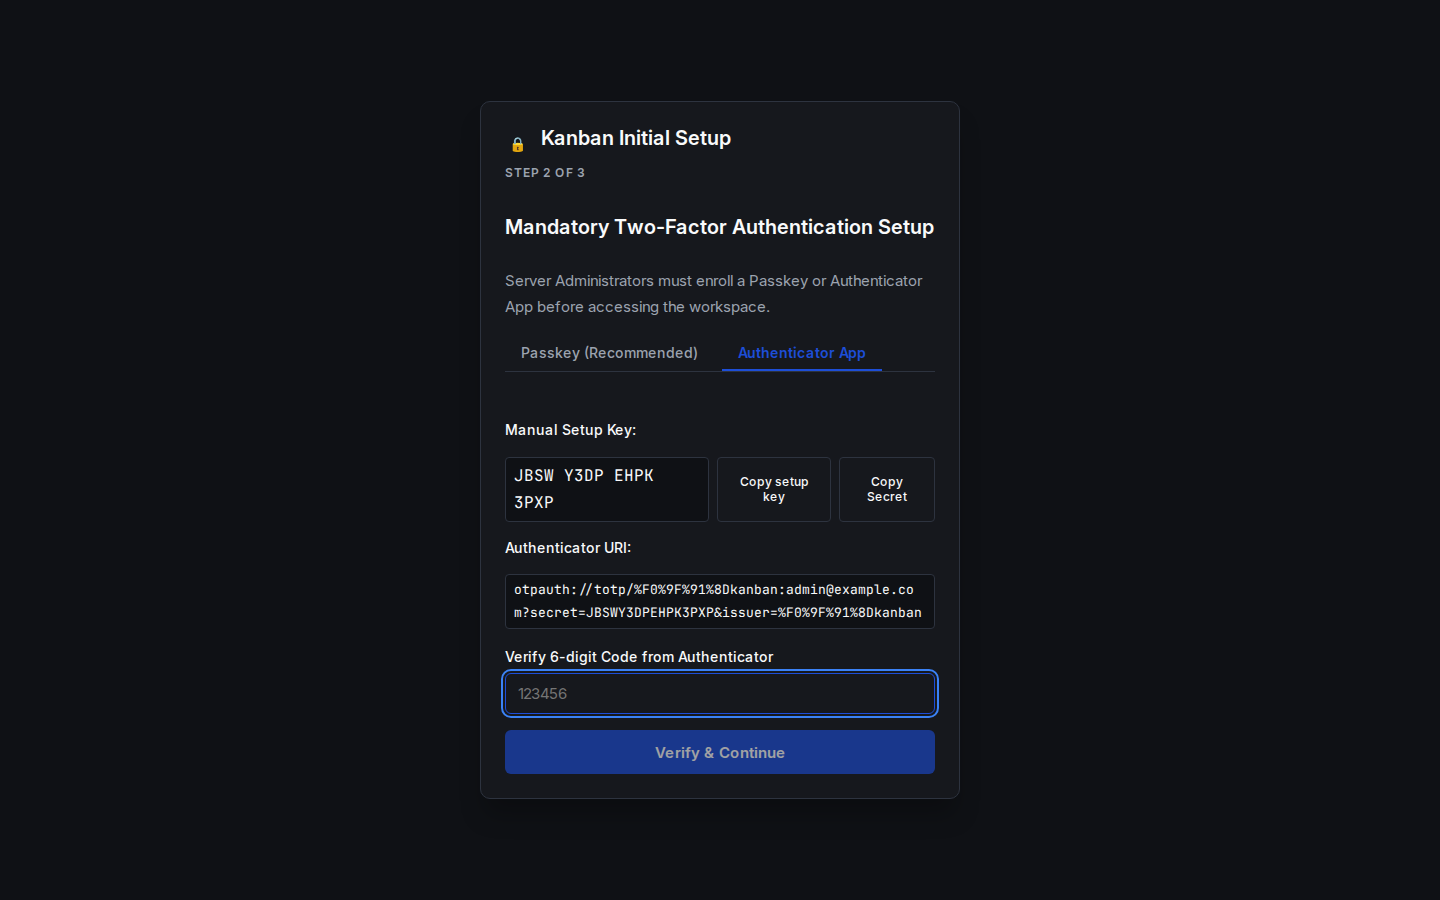 🔒 Kanban Initial Setup
STEP 2 OF 3
Mandatory Two-Factor Authentication Setup
Server Administrators must enroll a Passkey or Authenticator
App before accessing the workspace.
Passkey (Recommended) Authenticator App
Manual Setup Key:
JBSW Y3DP EHPK
3PXP
Copy setup
key
Copy
Secret
Authenticator URI:
otpauth://totp/%F0%9F%91%8Dkanban:admin@example.co
m?secret=JBSWY3DPEHPK3PXP&issuer=%F0%9F%91%8Dkanban
Verify 6-digit Code from Authenticator
123456
Verify & Continue